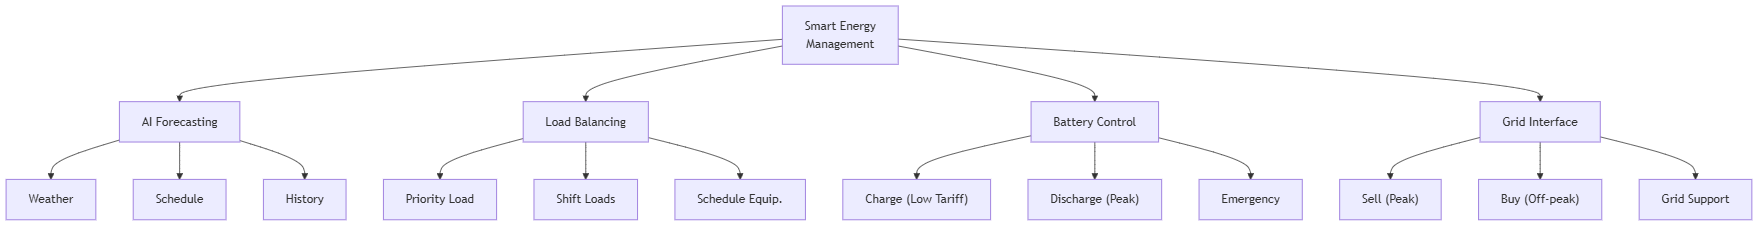 Smart Energy
Management
AI Forecasting
Load Balancing
Battery Control
Grid Interface
Weather
Schedule
History
Priority Load
Shift Loads
Schedule Equip.
Charge (Low Tariff)
Discharge (Peak)
Emergency
Sell (Peak)
Buy (Off-peak)
Grid Support